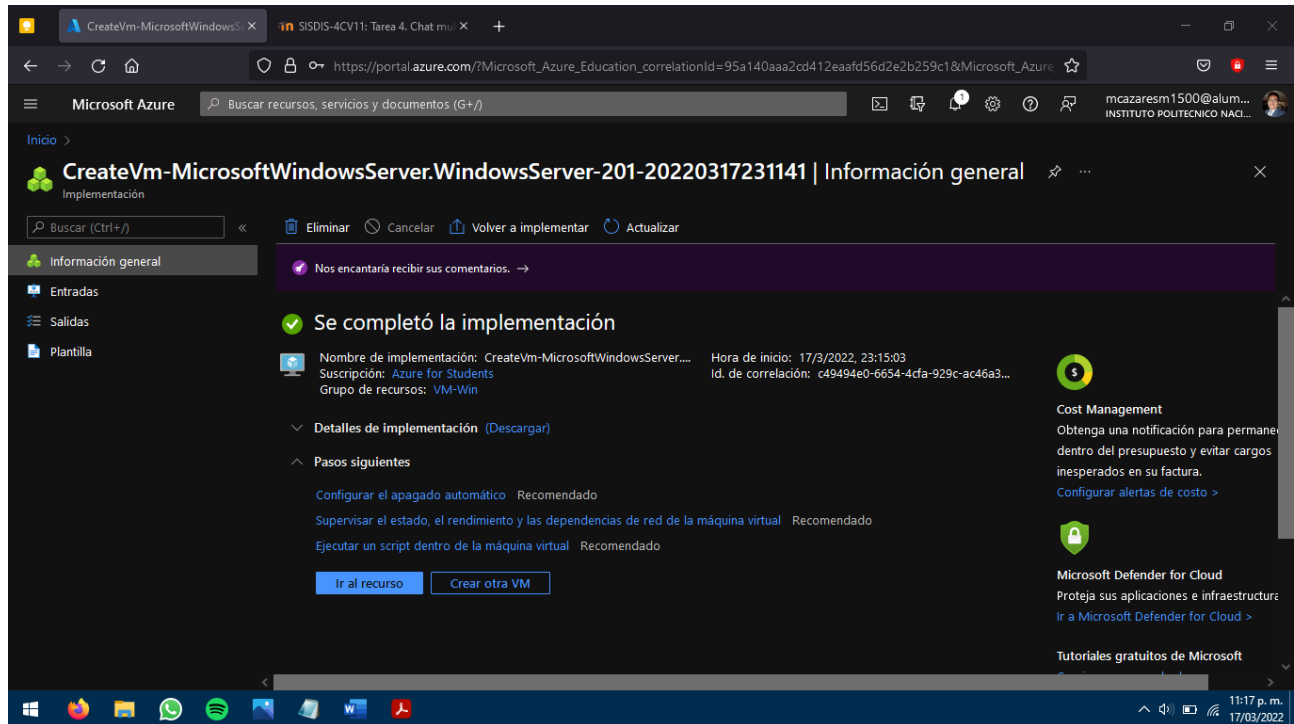 CreateVm-MicrosoftWindowsSe
SISDIS-4CV11: Tarea 4. Chat mul
https://portal.azure.com/?Microsoft_Azure_Education_correlationId=95a140aaa2cd412eaafd56d2e2b259c1&Microsoft_Azure
Microsoft Azure
Buscar recursos, servicios y documentos (G+/)
1
mcazaresm1500@alum...
INSTITUTO POLITECNICO NACI...
Inicio >
CreateVm-MicrosoftWindowsServer.WindowsServer-201-20220317231141 | Información general
Implementación
Buscar (Ctrl+/)
«
Eliminar
Cancelar
Volver a implementar
Actualizar
Información general
Entradas
Salidas
Plantilla
Nos encantaría recibir sus comentarios. →
Se completó la implementación
Nombre de implementación: CreateVm-MicrosoftWindowsServer....
Suscripción: Azure for Students
Grupo de recursos: VM-Win
Hora de inicio: 17/3/2022, 23:15:03
Id. de correlación: c49494e0-6654-4cfa-929c-ac46a3...
Detalles de implementación (Descargar)
Pasos siguientes
Configurar el apagado automático Recomendado
Supervisar el estado, el rendimiento y las dependencias de red de la máquina virtual Recomendado
Ejecutar un script dentro de la máquina virtual Recomendado
Ir al recurso
Crear otra VM
Cost Management
Obtenga una notificación para permane
dentro del presupuesto y evitar cargos
inesperados en su factura.
Configurar alertas de costo >
Microsoft Defender for Cloud
Proteja sus aplicaciones e infraestructura
Ir a Microsoft Defender for Cloud >
Tutoriales gratuitos de Microsoft
11:17 p. m.
17/03/2022